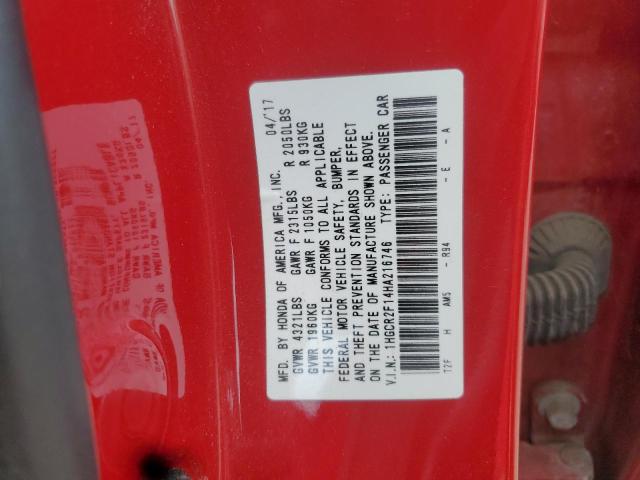 MFD. BY HONDA OF AMERICA MFG., INC. 04/'17
GVWR 4321LBS GAWR F 2315LBS R 2050LBS
GVWR 1960KG GAWR F 1050KG R 930KG
THIS VEHICLE CONFORMS TO ALL APPLICABLE
FEDERAL MOTOR VEHICLE SAFETY, BUMPER,
AND THEFT PREVENTION STANDARDS IN EFFECT
ON THE DATE OF MANUFACTURE SHOWN ABOVE.
V.I.N.: 1HGCR2F14HA216746 TYPE: PASSENGER CAR
T2F H AM5 - R94 - E - A